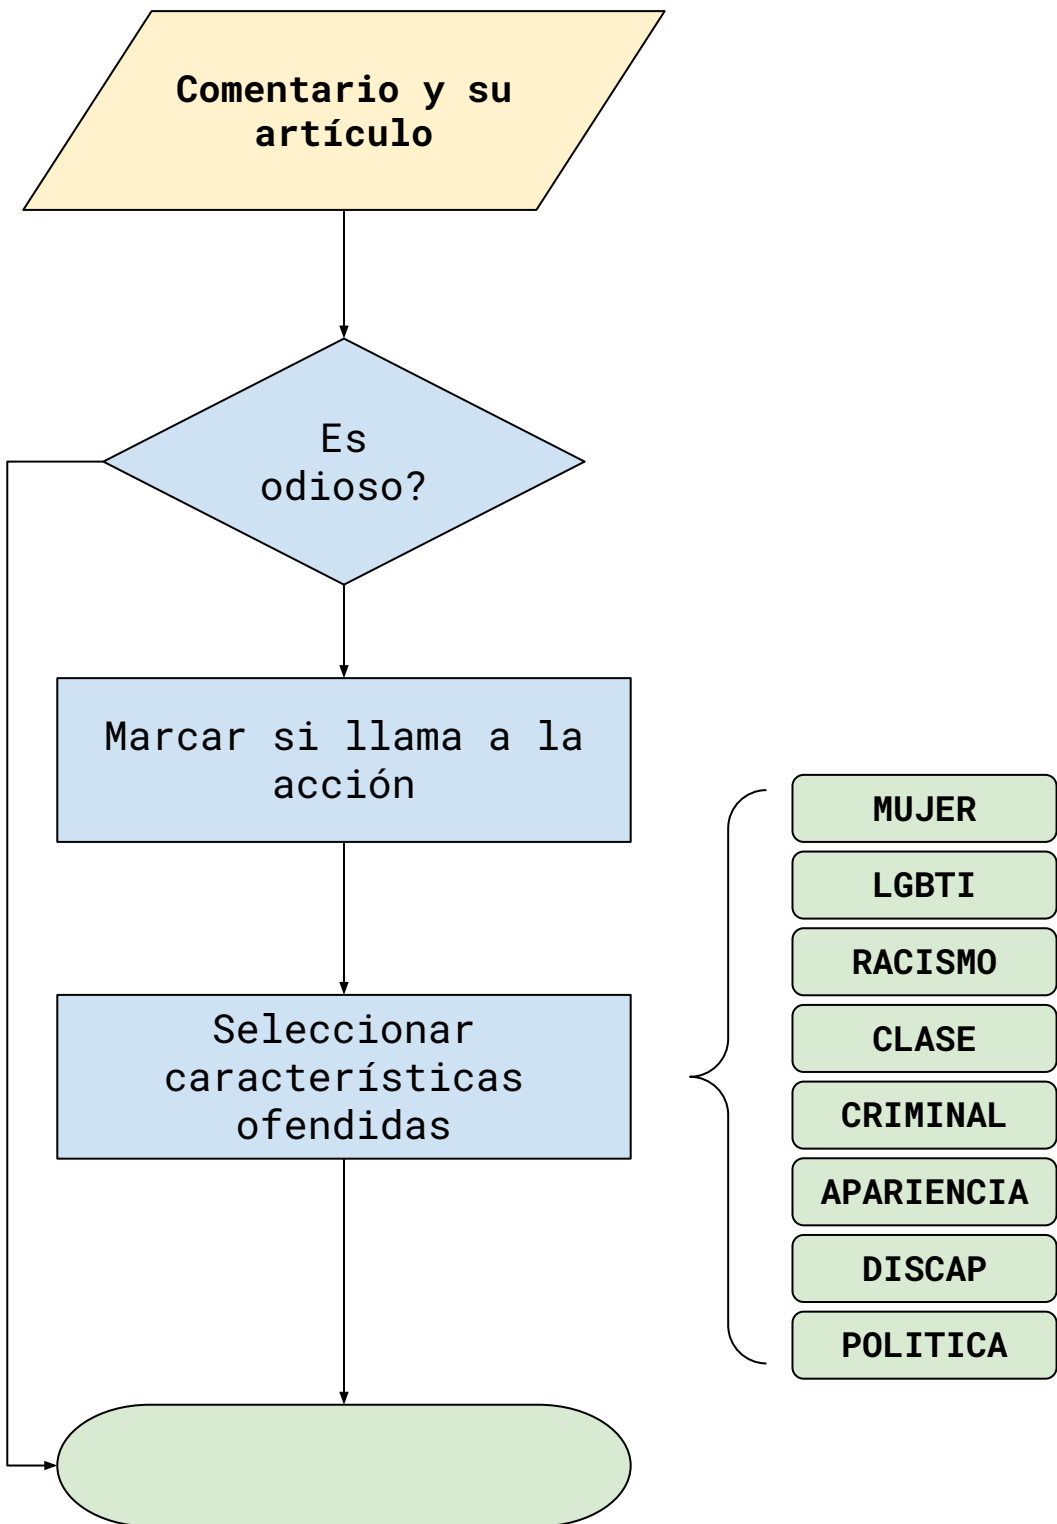 Comentario y su
artículo
Es
odioso?
Marcar si llama a la
acción
Seleccionar
características
ofendidas
MUJER
LGBTI
RACISMO
CLASE
CRIMINAL
APARIENCIA
DISCAP
POLITICA